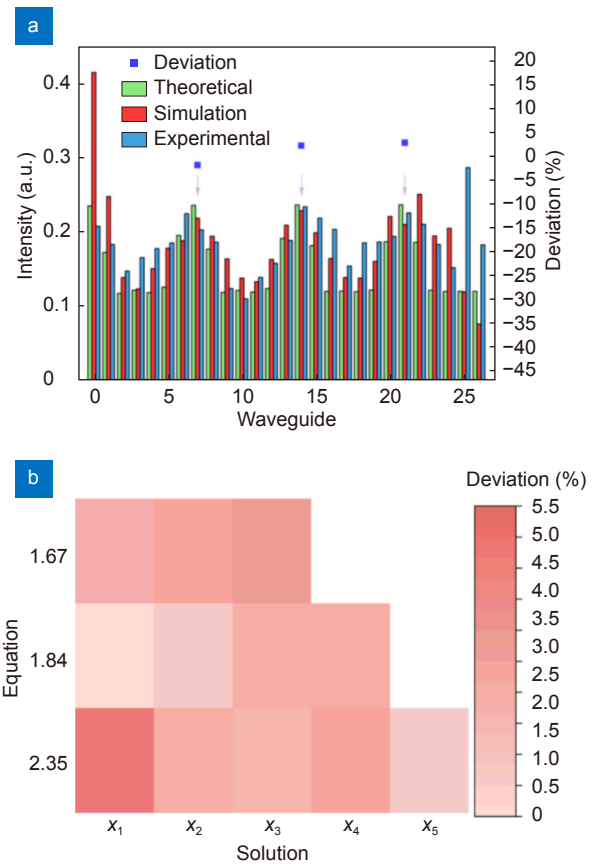 a
Deviation
Theoretical
Simulation
Experimental
Intensity (a.u.)
0.4
0.3
0.2
0.1
0
20
15
10
5
0
−5
−10
−15
−20
−25
−30
−35
−40
−45
Deviation (%)
0 5 10 15 20 25
Waveguide
b
Deviation (%)
Equation
1.67
1.84
2.35
5.5
5.0
4.5
4.0
3.5
3.0
2.5
2.0
1.5
1.0
0.5
0
x₁ x₂ x₃ x₄ x₅
Solution